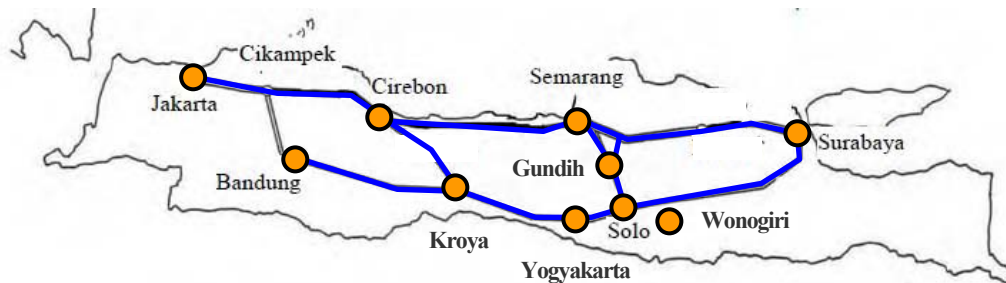 Cikampek
Semarang
Cirebon
Jakarta
Surabaya
Gundih
Bandung
Wonogiri
Solo
Kroya
Yogyakarta